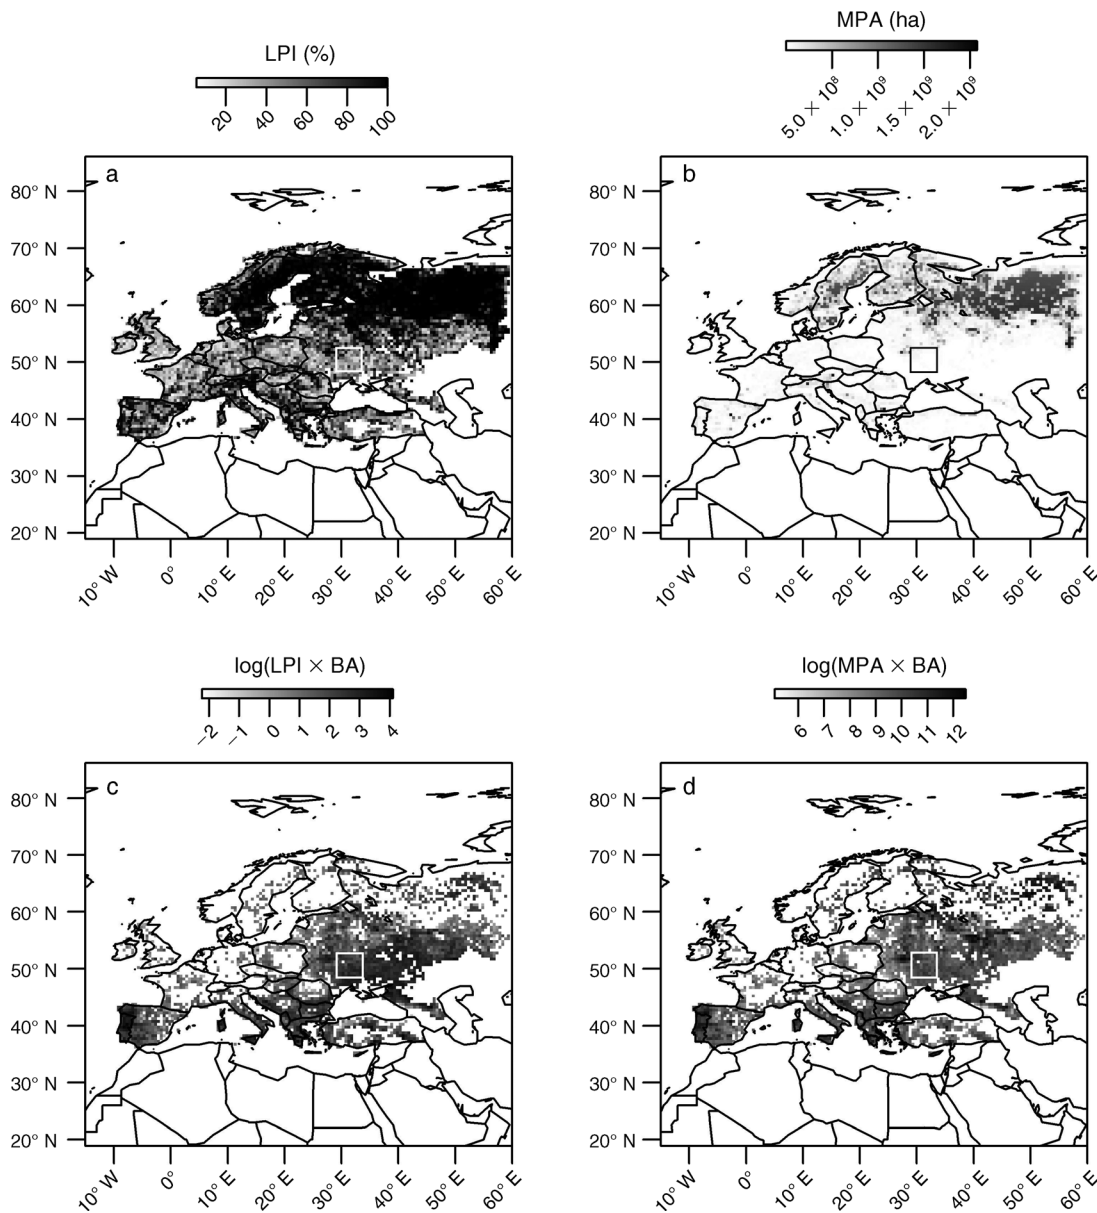 LPI (%)
20 40 60 80 100
MPA (ha)
5.0 × 10⁸ 1.0 × 10⁹ 1.5 × 10⁹ 2.0 × 10⁹
a
80° N
70° N
60° N
50° N
40° N
30° N
20° N
10° W 0° 10° E 20° E 30° E 40° E 50° E 60° E
b
80° N
70° N
60° N
50° N
40° N
30° N
20° N
10° W 0° 10° E 20° E 30° E 40° E 50° E 60° E
log(LPI × BA)
−2 −1 0 1 2 3 4
log(MPA × BA)
6 7 8 9 10 11 12
c
80° N
70° N
60° N
50° N
40° N
30° N
20° N
10° W 0° 10° E 20° E 30° E 40° E 50° E 60° E
d
80° N
70° N
60° N
50° N
40° N
30° N
20° N
10° W 0° 10° E 20° E 30° E 40° E 50° E 60° E